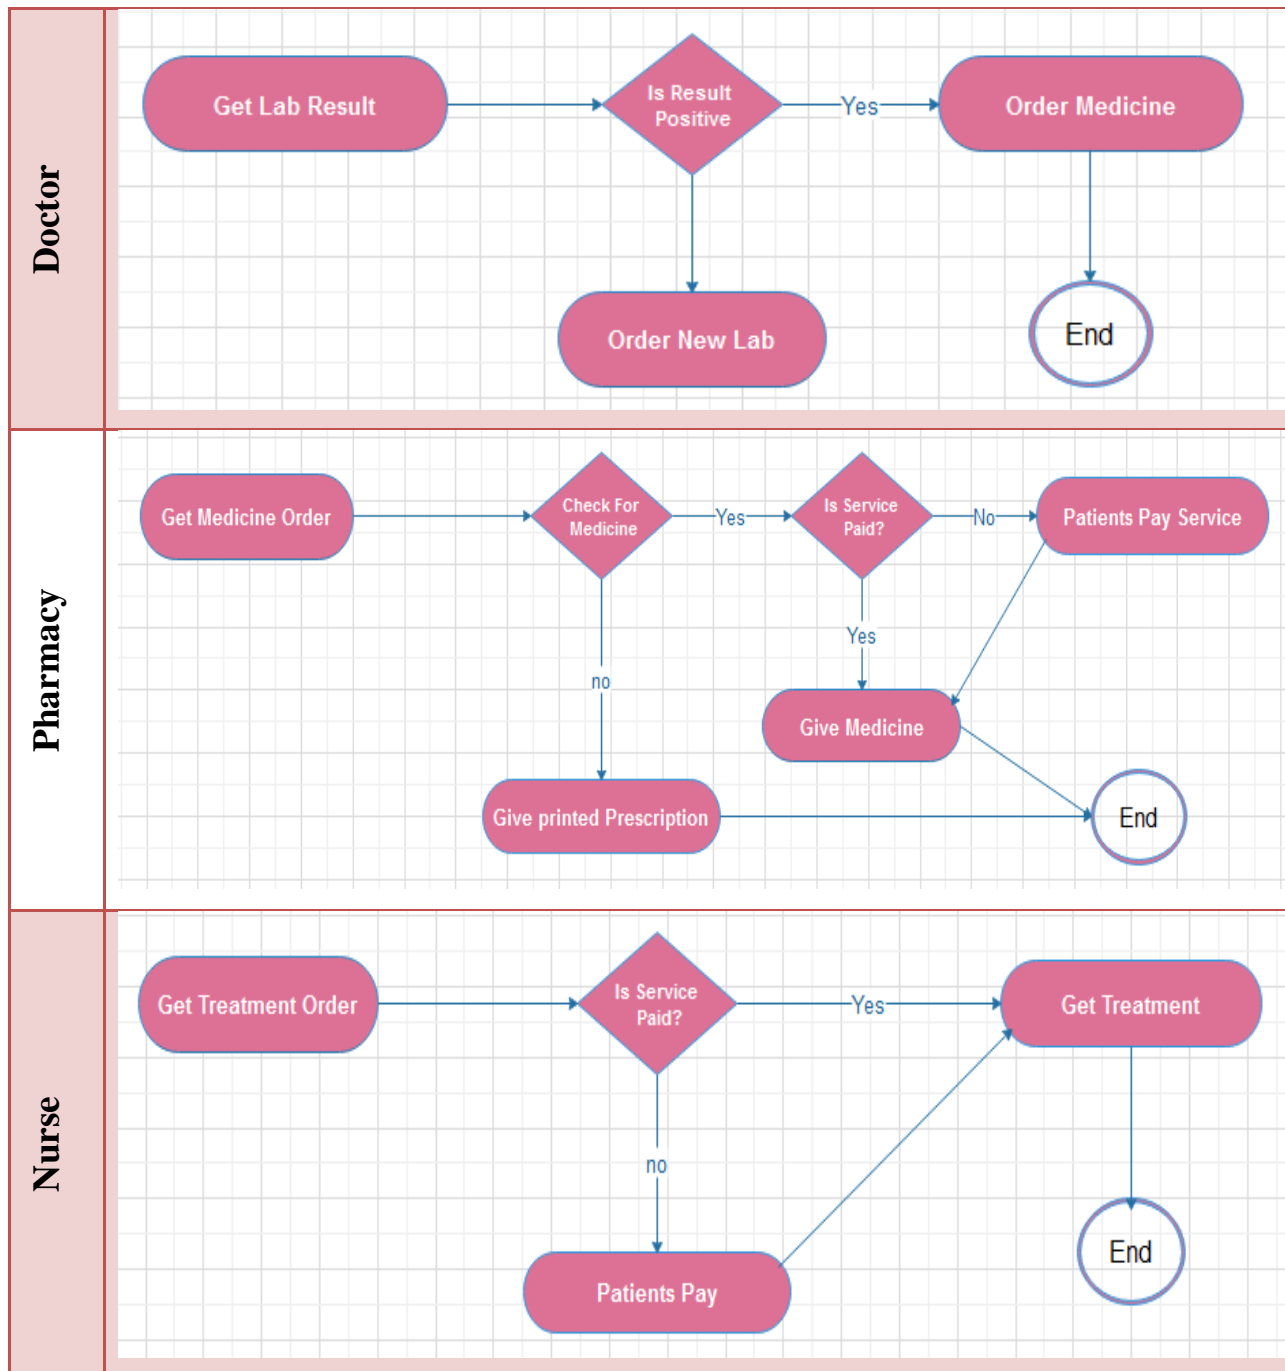 Doctor
Get Lab Result
Is Result
Positive
Yes
Order Medicine
Order New Lab
End
Pharmacy
Get Medicine Order
Check For
Medicine
Yes
Is Service
Paid?
No
Patients Pay Service
Yes
no
Give Medicine
Give printed Prescription
End
Nurse
Get Treatment Order
Is Service
Paid?
Yes
Get Treatment
no
End
Patients Pay